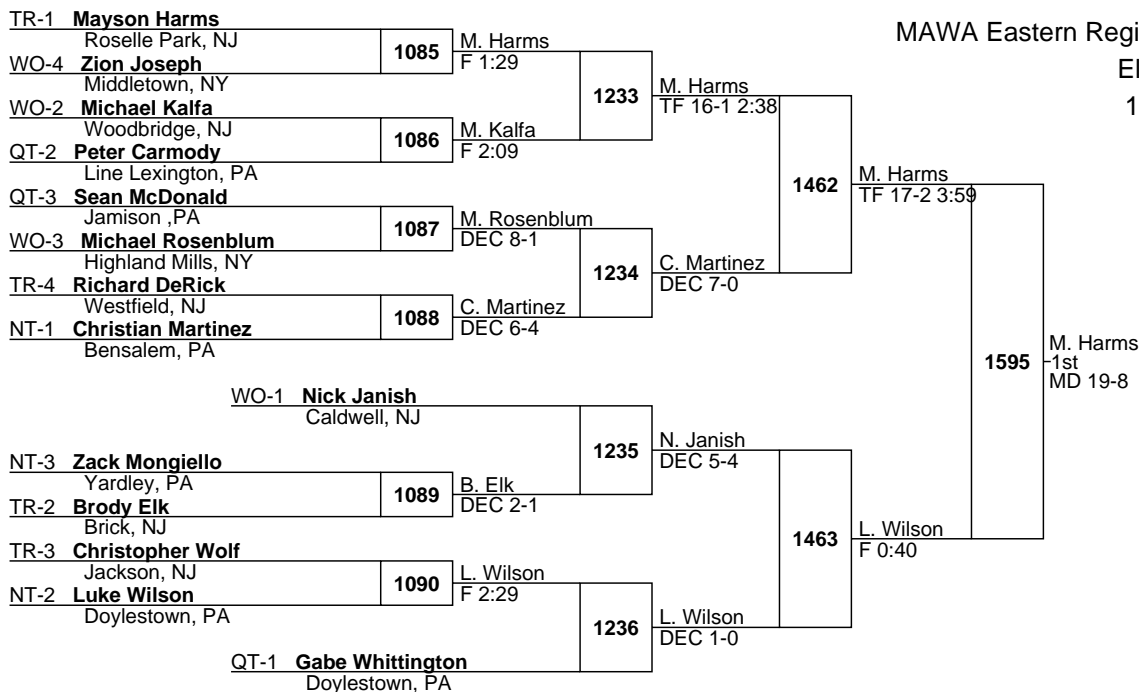 MAWA Eastern Regi
El
1
TR-1 Mayson Harms
Roselle Park, NJ
1085
M. Harms
F 1:29
WO-4 Zion Joseph
Middletown, NY
1233
M. Harms
TF 16-1 2:38
WO-2 Michael Kalfa
Woodbridge, NJ
1086
M. Kalfa
F 2:09
QT-2 Peter Carmody
Line Lexington, PA
1462
M. Harms
TF 17-2 3:59
QT-3 Sean McDonald
Jamison ,PA
1087
M. Rosenblum
DEC 8-1
WO-3 Michael Rosenblum
Highland Mills, NY
1234
C. Martinez
DEC 7-0
TR-4 Richard DeRick
Westfield, NJ
1088
C. Martinez
DEC 6-4
NT-1 Christian Martinez
Bensalem, PA
1595
M. Harms
1st
MD 19-8
WO-1 Nick Janish
Caldwell, NJ
1235
N. Janish
DEC 5-4
NT-3 Zack Mongiello
Yardley, PA
1089
B. Elk
DEC 2-1
TR-2 Brody Elk
Brick, NJ
1463
L. Wilson
F 0:40
TR-3 Christopher Wolf
Jackson, NJ
1090
L. Wilson
F 2:29
NT-2 Luke Wilson
Doylestown, PA
1236
L. Wilson
DEC 1-0
QT-1 Gabe Whittington
Doylestown, PA